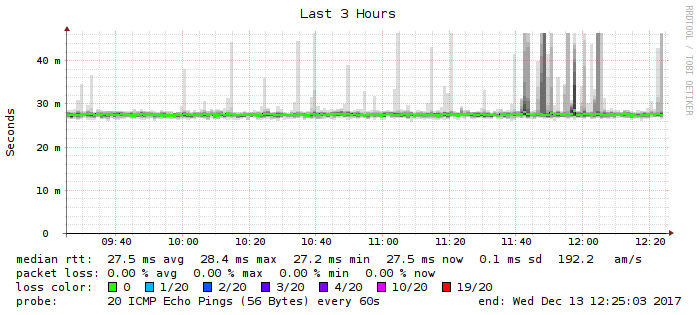 Last 3 Hours
RRDTOOL / TOBI OETIKER
Seconds
40 m
30 m
20 m
10 m
0
09:40 10:00 10:20 10:40 11:00 11:20 11:40 12:00 12:20
median rtt: 27.5 ms avg 28.4 ms max 27.2 ms min 27.5 ms now 0.1 ms sd 192.2 am/s
packet loss: 0.00 % avg 0.00 % max 0.00 % min 0.00 % now
loss color: 0 1/20 2/20 3/20 4/20 10/20 19/20
probe: 20 ICMP Echo Pings (56 Bytes) every 60s end: Wed Dec 13 12:25:03 2017